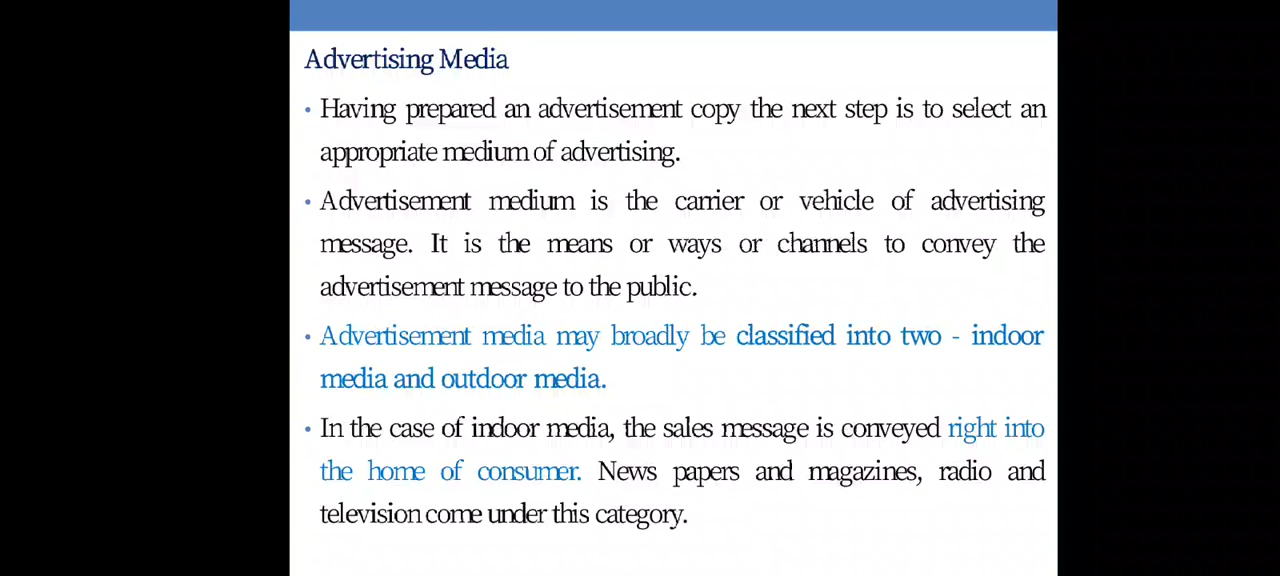 Advertising Media
• Having prepared an advertisement copy the next step is to select an
appropriate medium of advertising.
• Advertisement medium is the carrier or vehicle of advertising
message. It is the means or ways or channels to convey the
advertisement message to the public.
• Advertisement media may broadly be classified into two - indoor
media and outdoor media.
• In the case of indoor media, the sales message is conveyed right into
the home of consumer. News papers and magazines, radio and
television come under this category.